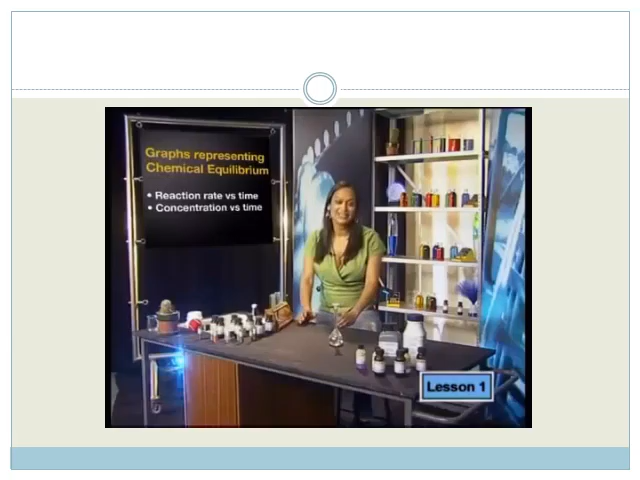 Graphs representing
Chemical Equilibrium
• Reaction rate vs time
• Concentration vs time
Lesson 1